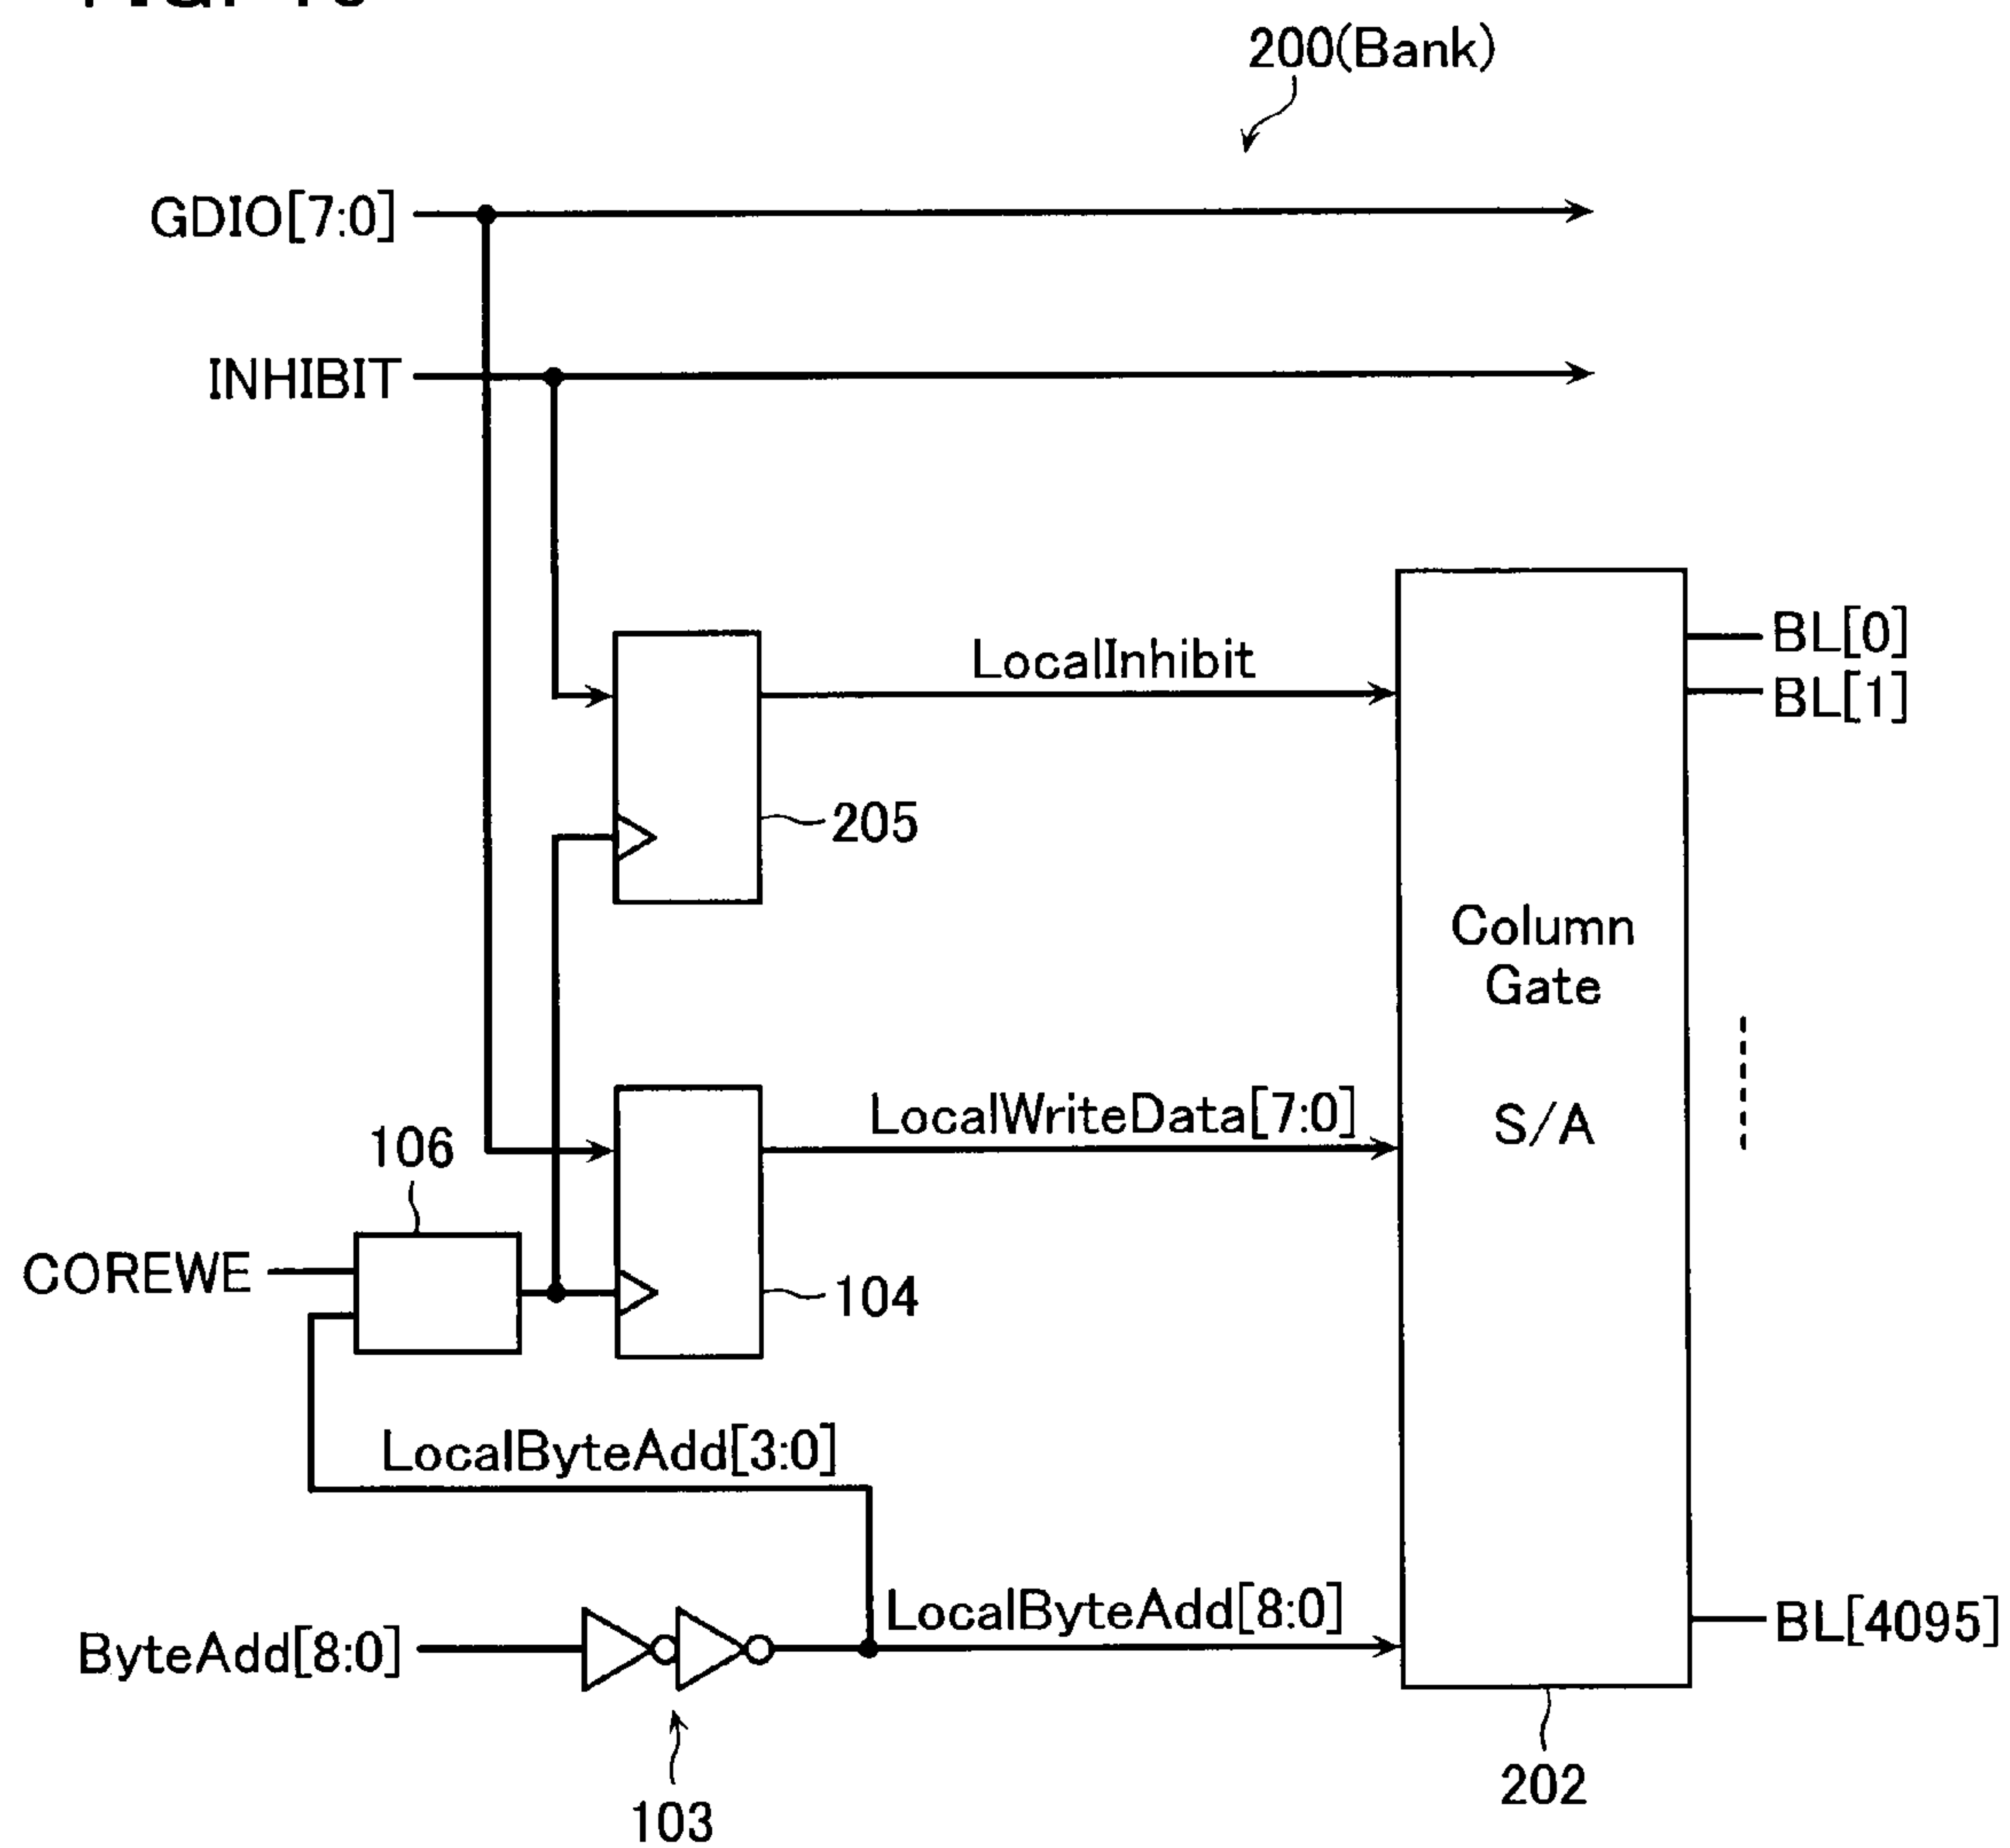 200(Bank)
GDIO[7:0]
INHIBIT
LocalInhibit
BL[0]
BL[1]
205
Column
Gate
S/A
LocalWriteData[7:0]
106
COREWE
104
LocalByteAdd[3:0]
LocalByteAdd[8:0]
ByteAdd[8:0]
BL[4095]
103
202